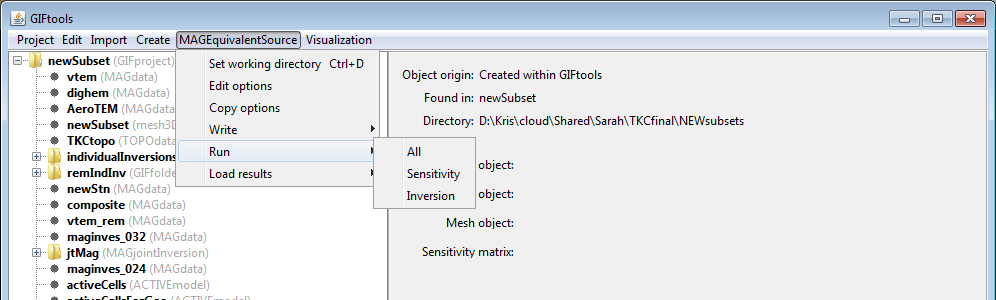 GIFtools
Project Edit Import Create MAGEquivalentSource Visualization
newSubset (GIFproject)
vtem (MAGdata)
dighem (MAGdata)
AeroTEM (MAGdata)
newSubset (mesh3D
TKCtopo (TOPOdata
individualInversions
remIndInv (GIFfolde
newStn (MAGdata)
composite (MAGdata)
vtem_rem (MAGdata)
maginves_032 (MAGdata)
jtMag (MAGjointInversion)
maginves_024 (MAGdata)
activeCells (ACTIVEmodel)
activeCellsForGeo (ACTIVEmodel)
Set working directory Ctrl+D
Edit options
Copy options
Write
Run
Load results
All
Sensitivity
Inversion
Object origin: Created within GIFtools
Found in: newSubset
Directory: D:\Kris\cloud\Shared\Sarah\TKCfinal\NEWsubsets
object:
object:
Mesh object:
Sensitivity matrix: